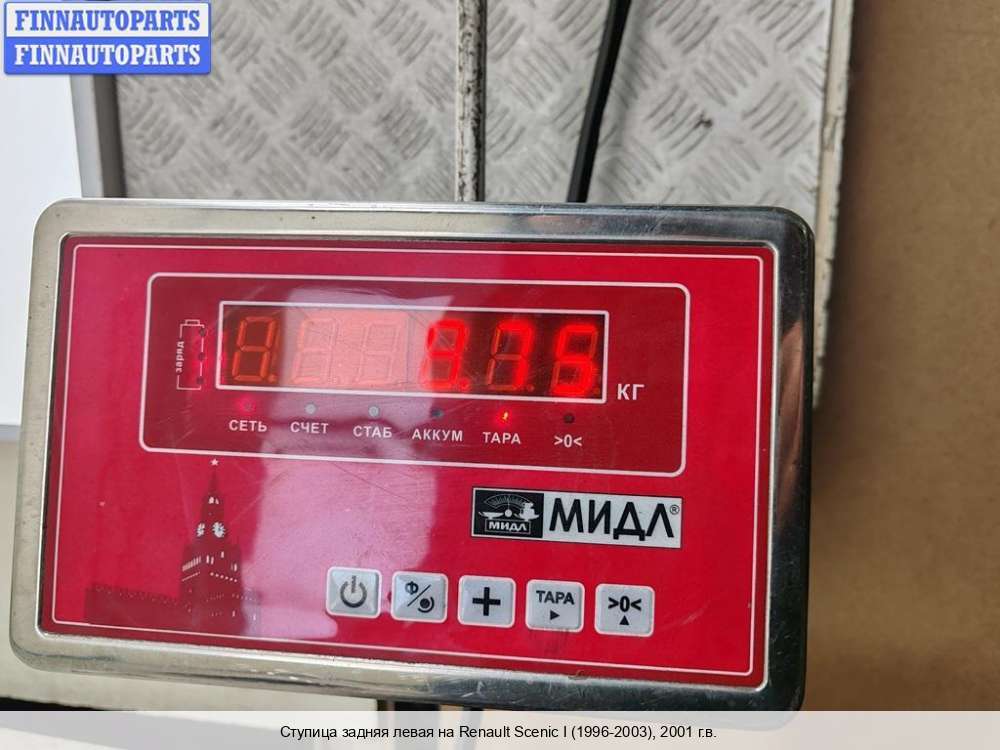 FINNAUTOPARTS
FINNAUTOPARTS
заряд
КГ
СЕТЬ СЧЕТ СТАБ АККУМ ТАРА >0<
МИДЛ МИДЛ®
Ф ТАРА >0<
Ступица задняя левая на Renault Scenic I (1996-2003), 2001 г.в.